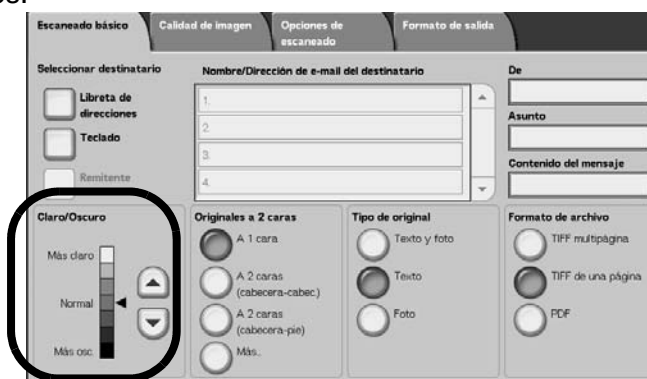 Escaneado básico
Calidad de imagen
Opciones de
escaneado
Formato de salida
Seleccionar destinatario
Libreta de
direcciones
Teclado
Remitente
Nombre/Dirección de e-mail del destinatario
1.
2.
3.
4.
De
Asunto
Contenido del mensaje
Claro/Oscuro
Más claro
Normal
Más osc.
Originales a 2 caras
A 1 cara
A 2 caras
(cabecera-cabec.)
A 2 caras
(cabecera-pie)
Más..
Tipo de original
Texto y foto
Texto
Foto
Formato de archivo
TIFF multipágina
TIFF de una página
PDF